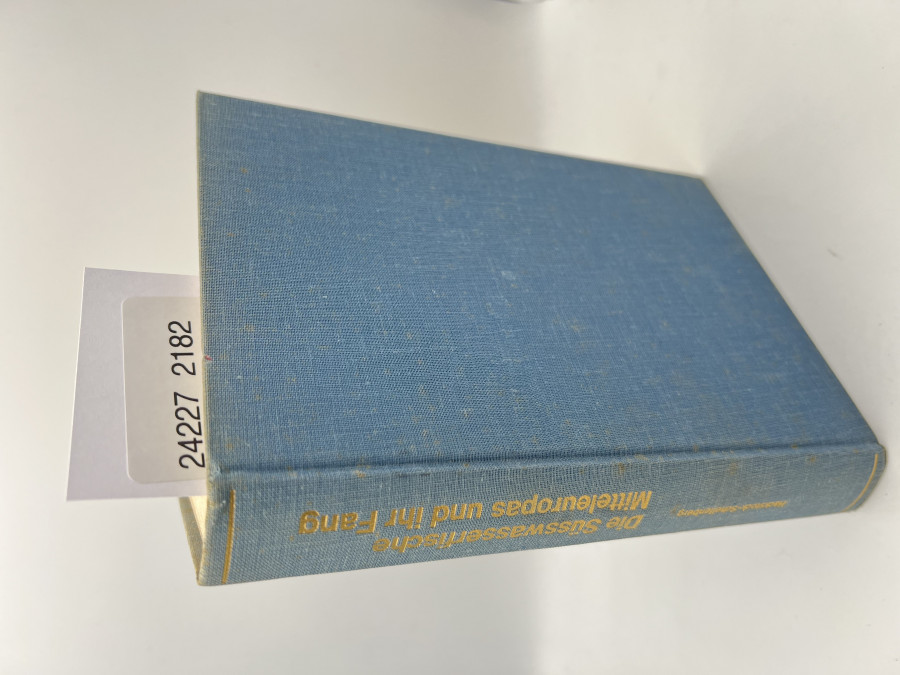 24227 2182
Die Süsswasserfische
Mitteleuropas und ihr Fang